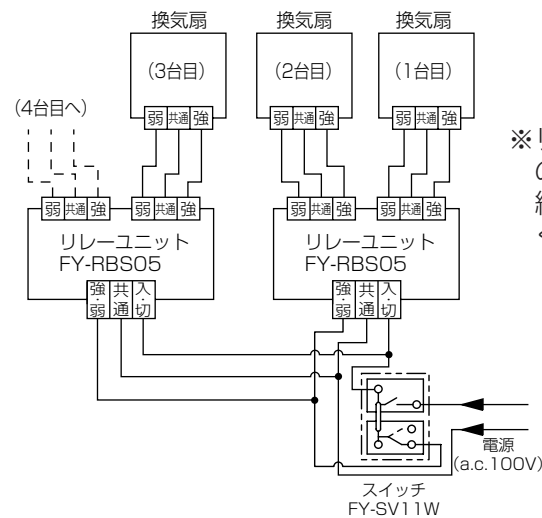 換気扇
換気扇
換気扇
(3台目)
(2台目)
(1台目)
(4台目へ)
弱 共通 強
弱 共通 強
弱 共通 強
※リ
の
弱 共通 強
弱 共通 強
弱 共通 強
弱 共通 強
リレーユニット
FY-RBS05
リレーユニット
FY-RBS05
強・弱 共通 入・切
強・弱 共通 入・切
電源
(a.c.100V)
スイッチ
FY-SV11W